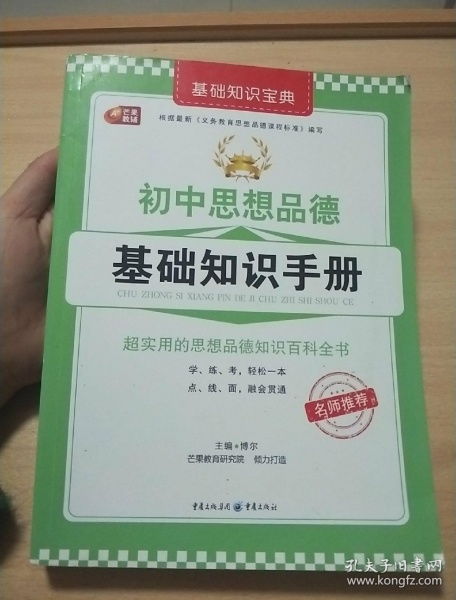 基础知识宝典
芒果教辅
根据最新《义务教育思想品德课程标准》编写
初中思想品德
基础知识手册
CHU ZHONG SI XIANG PIN DE JI CHU ZHI SHI SHOU CE
超实用的思想品德知识百科全书
学、练、考，轻松一本
点、线、面，融会贯通
名师推荐
主编 博尔
芒果教育研究院 倾力打造
重庆出版集团 重庆出版社
孔夫子旧书网
www.kongfz.com